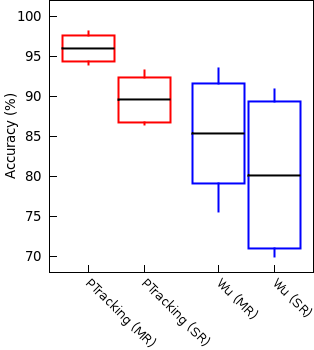 100
95
90
85
80
75
70
Accuracy (%)
PTracking (MR)
PTracking (SR)
Wu (MR)
Wu (SR)